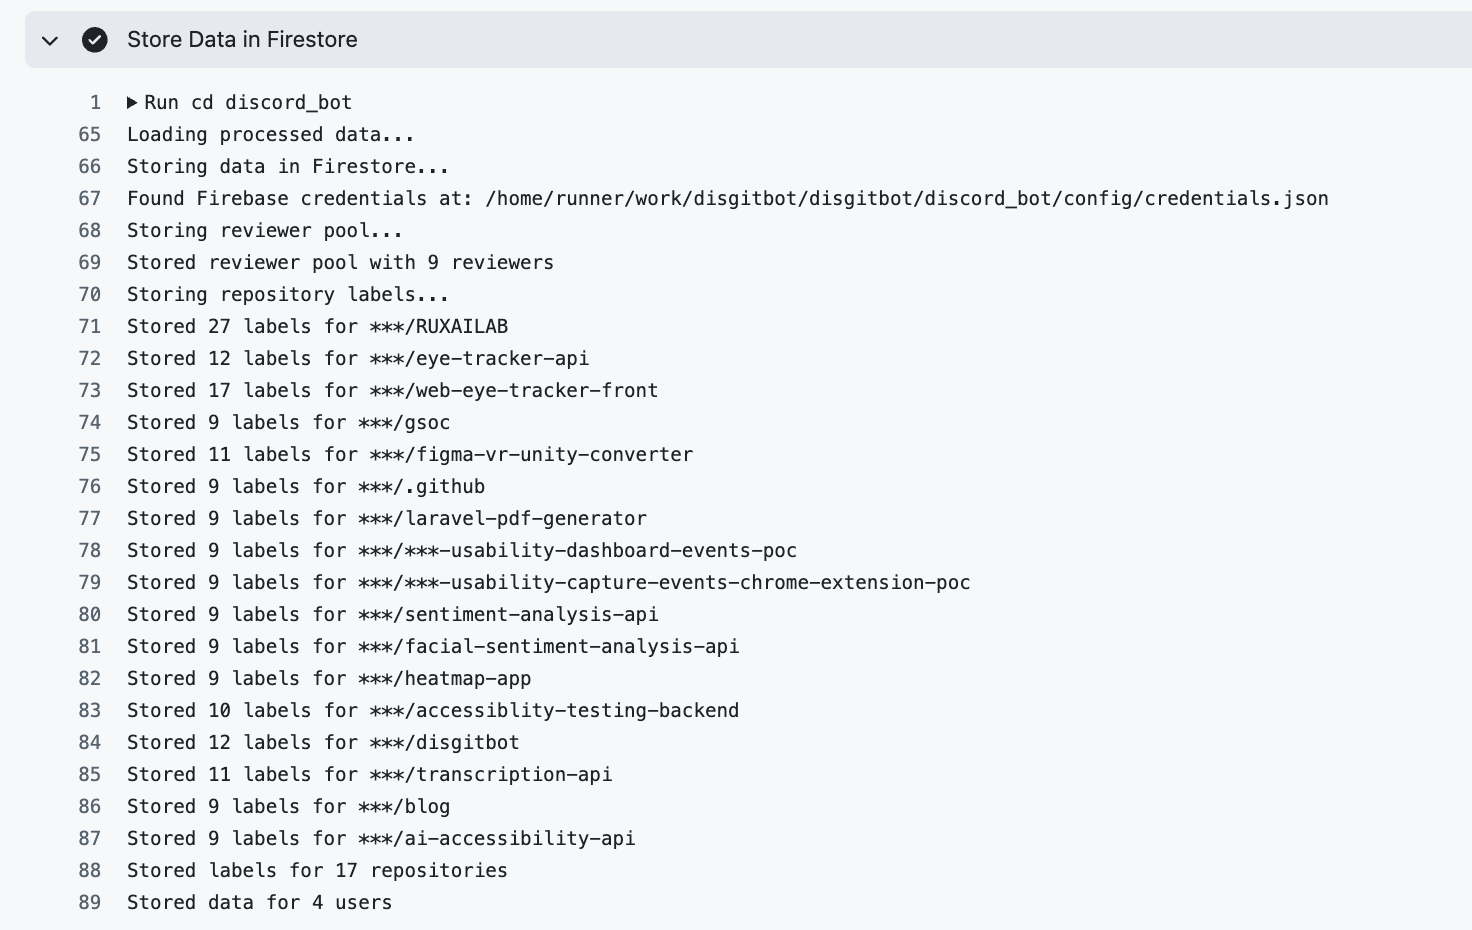 Store Data in Firestore
1 Run cd discord_bot
65 Loading processed data...
66 Storing data in Firestore...
67 Found Firebase credentials at: /home/runner/work/disgitbot/disgitbot/discord_bot/config/credentials.json
68 Storing reviewer pool...
69 Stored reviewer pool with 9 reviewers
70 Storing repository labels...
71 Stored 27 labels for ***/RUXAILAB
72 Stored 12 labels for ***/eye-tracker-api
73 Stored 17 labels for ***/web-eye-tracker-front
74 Stored 9 labels for ***/gsoc
75 Stored 11 labels for ***/figma-vr-unity-converter
76 Stored 9 labels for ***/.github
77 Stored 9 labels for ***/laravel-pdf-generator
78 Stored 9 labels for ***/***-usability-dashboard-events-poc
79 Stored 9 labels for ***/***-usability-capture-events-chrome-extension-poc
80 Stored 9 labels for ***/sentiment-analysis-api
81 Stored 9 labels for ***/facial-sentiment-analysis-api
82 Stored 9 labels for ***/heatmap-app
83 Stored 10 labels for ***/accessiblity-testing-backend
84 Stored 12 labels for ***/disgitbot
85 Stored 11 labels for ***/transcription-api
86 Stored 9 labels for ***/blog
87 Stored 9 labels for ***/ai-accessibility-api
88 Stored labels for 17 repositories
89 Stored data for 4 users